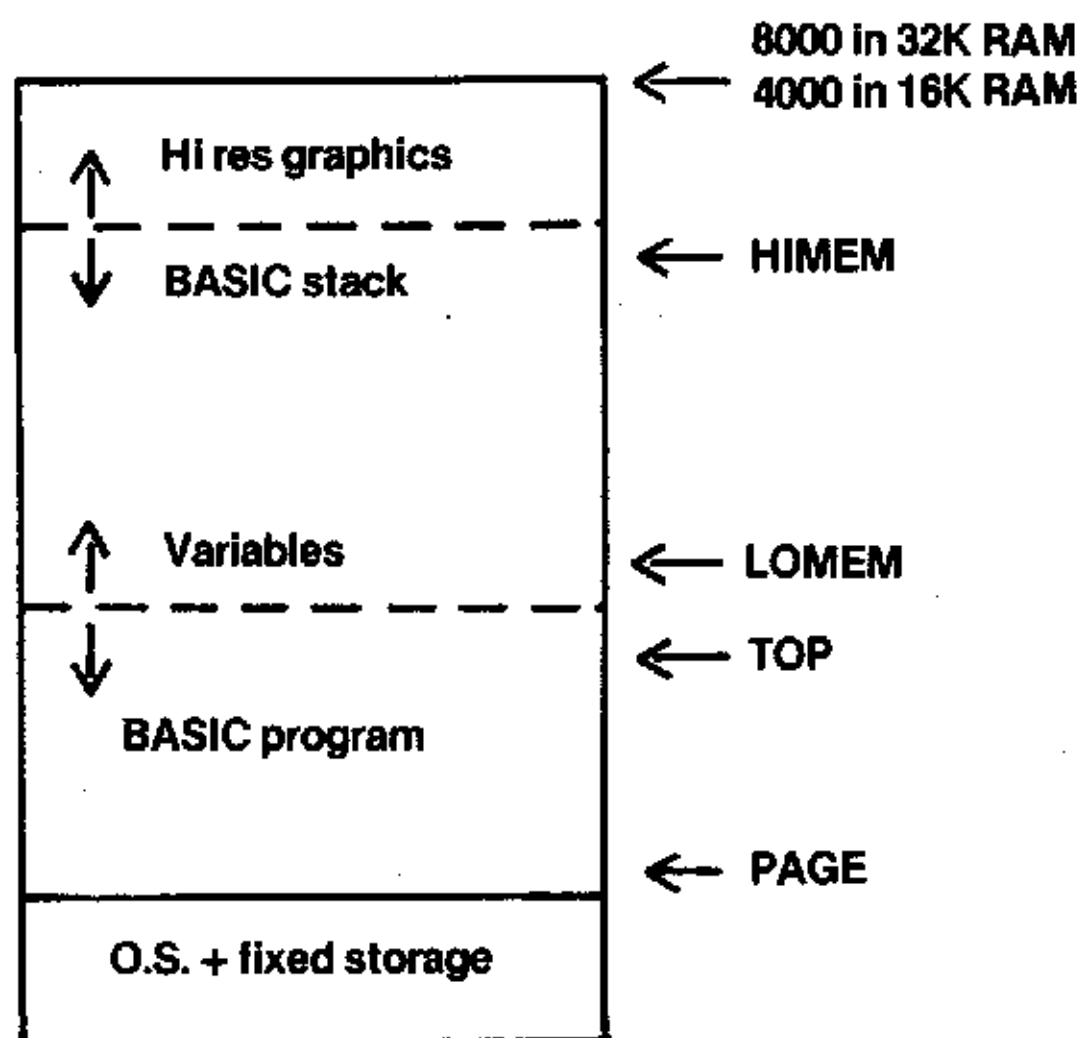 8000 in 32K RAM
4000 in 16K RAM
Hi res graphics
HIMEM
BASIC stack
Variables
LOMEM
TOP
BASIC program
PAGE
O.S. + fixed storage